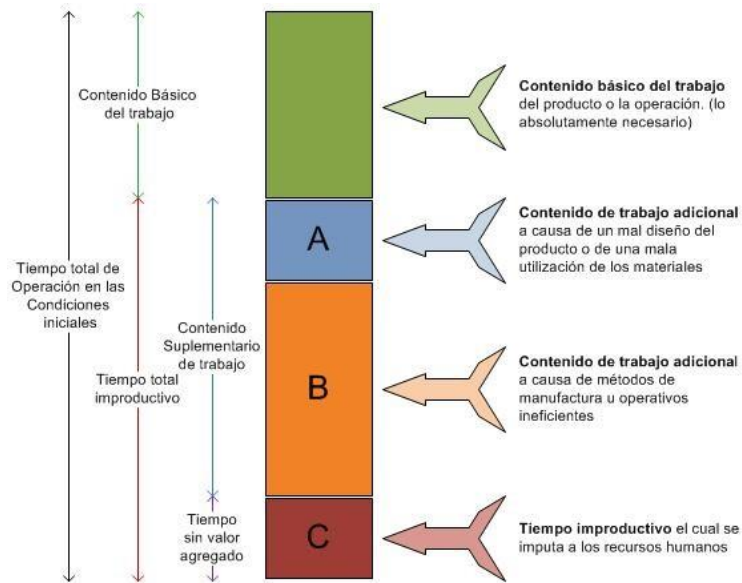 Contenido Básico
del trabajo
Tiempo total de
Operación en las
Condiciones
iniciales
Tiempo total
improductivo
Contenido
Suplementario
de trabajo
Tiempo
sin valor
agregado
A
B
C
Contenido básico del trabajo
del producto o la operación. (lo
absolutamente necesario)
Contenido de trabajo adicional
a causa de un mal diseño del
producto o de una mala
utilización de los materiales
Contenido de trabajo adicional
a causa de métodos de
manufactura u operativos
ineficientes
Tiempo improductivo el cual se
imputa a los recursos humanos